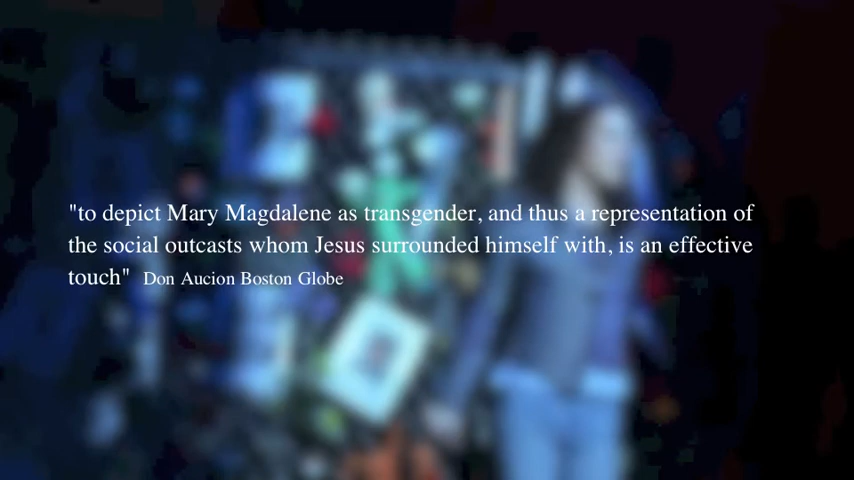 "to depict Mary Magdalene as transgender, and thus a representation of
the social outcasts whom Jesus surrounded himself with, is an effective
touch" Don Aucion Boston Globe